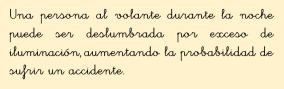 Una persona al volante durante la noche
puede ser deslumbrada por exceso de
iluminación, aumentando la probabilidad de
sufrir un accidente.